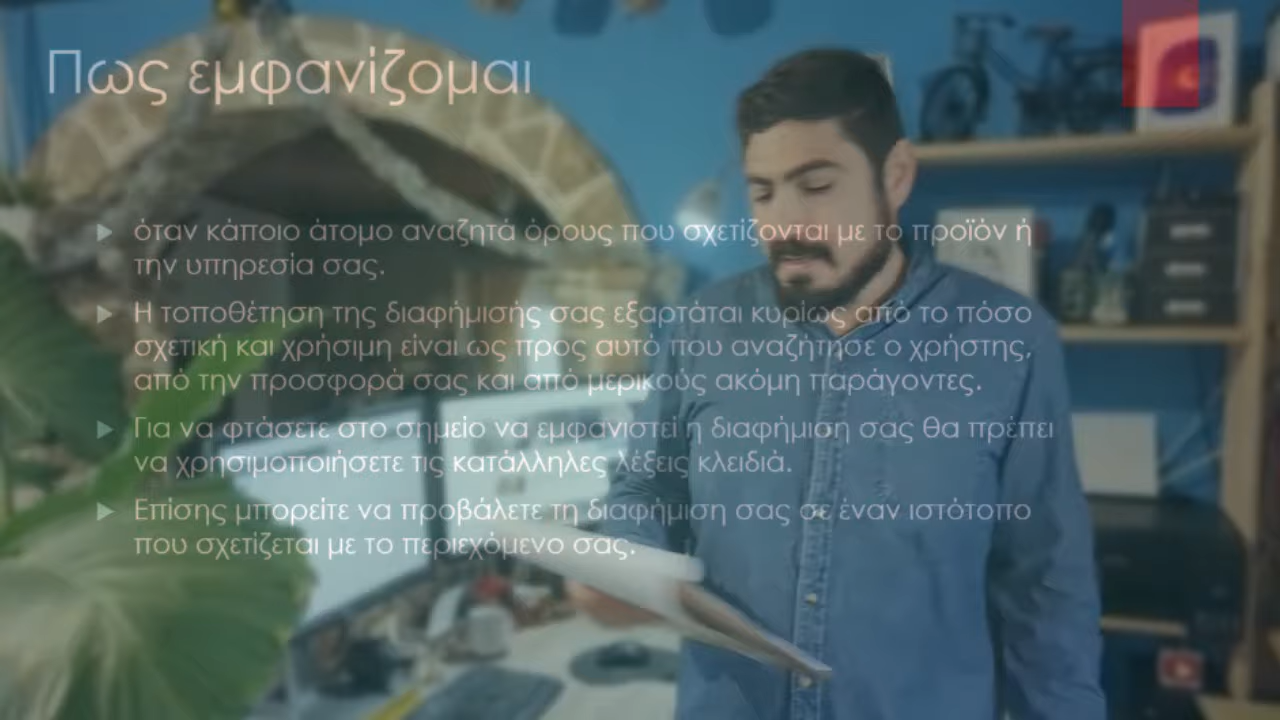 Πως εμφανίζομαι
όταν κάποιο άτομο αναζητά όρους που σχετίζονται με το προϊόν ή
την υπηρεσία σας.
Η τοποθέτηση της διαφήμισής σας εξαρτάται κυρίως από το πόσο
σχετική και χρήσιμη είναι ως προς αυτό που αναζήτησε ο χρήστης,
από την προσφορά σας και από μερικούς ακόμη παράγοντες.
Για να φτάσετε στο σημείο να εμφανιστεί η διαφήμιση σας θα πρέπει
να χρησιμοποιήσετε τις κατάλληλες λέξεις κλειδιά.
Επίσης μπορείτε να προβάλετε τη διαφήμιση σας σε έναν ιστότοπο
που σχετίζεται με το περιεχόμενο σας.